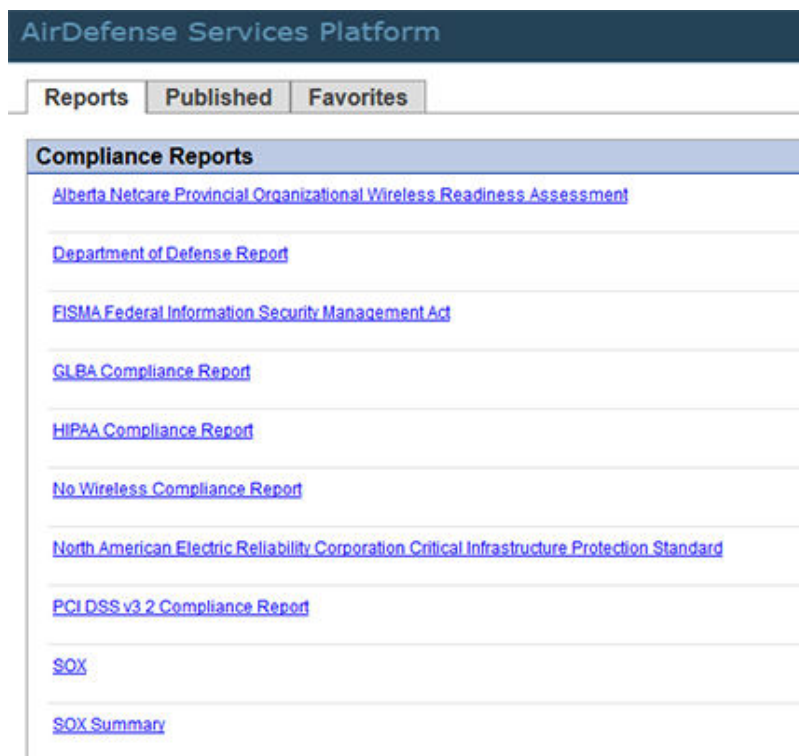 AirDefense Services Platform
Reports Published Favorites
Compliance Reports
Alberta Netcare Provincial Organizational Wireless Readiness Assessment
Department of Defense Report
FISMA Federal Information Security Management Act
GLBA Compliance Report
HIPAA Compliance Report
No Wireless Compliance Report
North American Electric Reliability Corporation Critical Infrastructure Protection Standard
PCI DSS v3 2 Compliance Report
SOX
SOX Summary